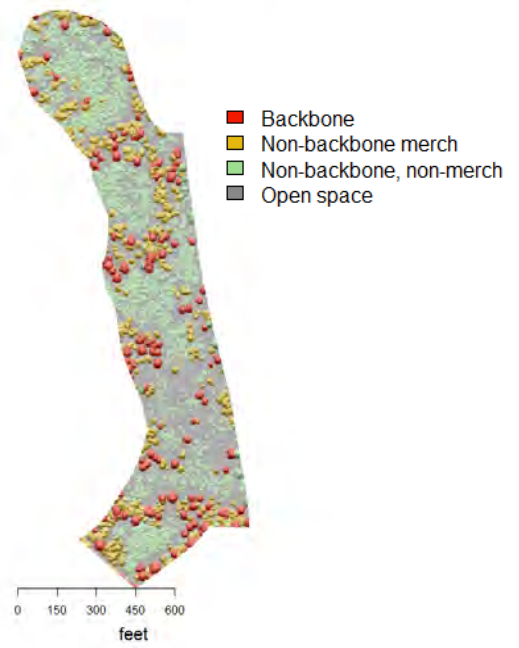 Backbone
Non-backbone merch
Non-backbone, non-merch
Open space
0 150 300 450 600
feet